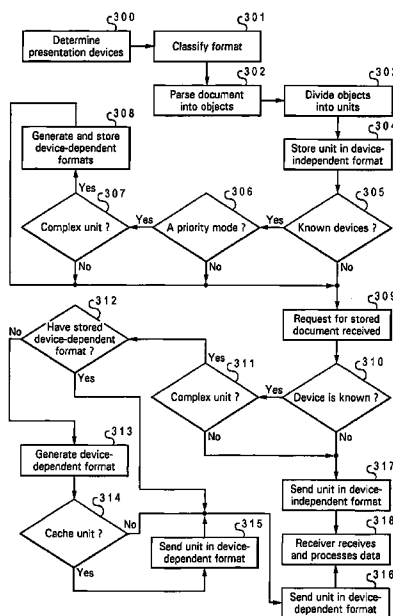 300
Determine
presentation devices
301
Classify format
302
Parse document
into objects
303
Divide objects
into units
304
Store unit in device-
independent format
305
Known devices ?
Yes
No
306
A priority mode ?
Yes
No
307
Complex unit ?
Yes
No
308
Generate and store
device-dependent
formats
309
Request for stored
document received
310
Device is known ?
Yes
No
311
Complex unit ?
Yes
No
312
Have stored
device-dependent
format ?
No
Yes
313
Generate device-
dependent format
314
Cache unit ?
No
Yes
315
Send unit in device-
dependent format
316
Send unit in device-
dependent format
317
Send unit in device-
independent format
318
Receiver receives
and processes data